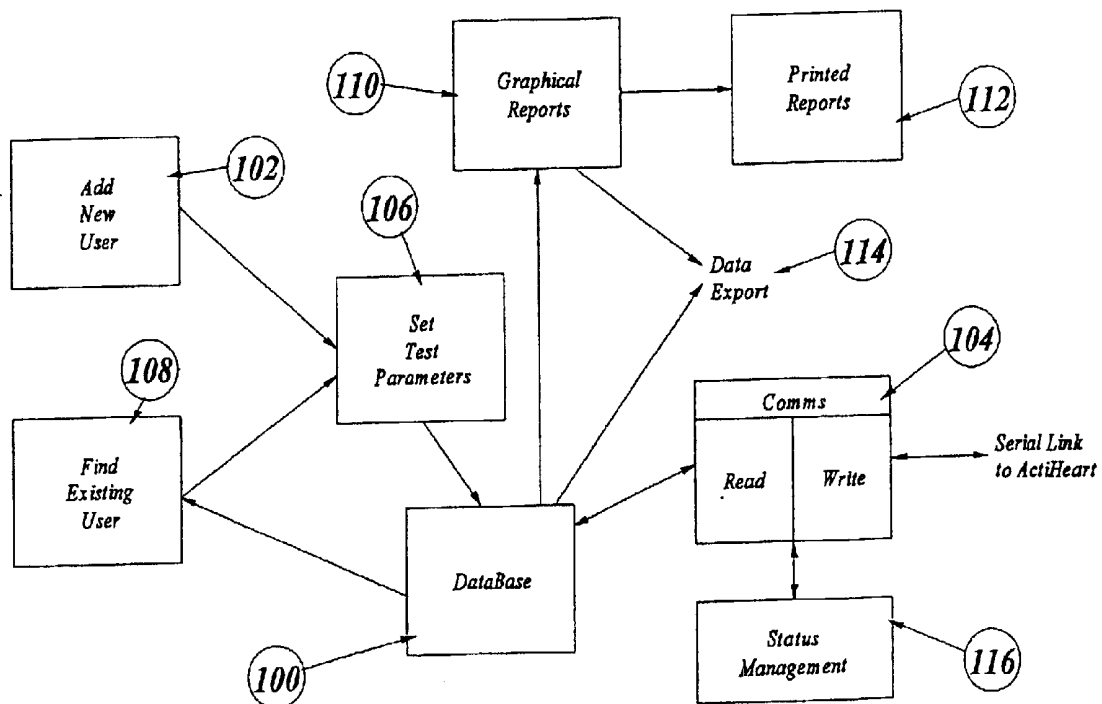 110
Graphical
Reports
Printed
Reports
112
Add
New
User
102
106
114
Data
Export
Set
Test
Parameters
104
108
Comms
Find
Existing
User
Read
Write
Serial Link
to ActiHeart
DataBase
100
Status
Management
116